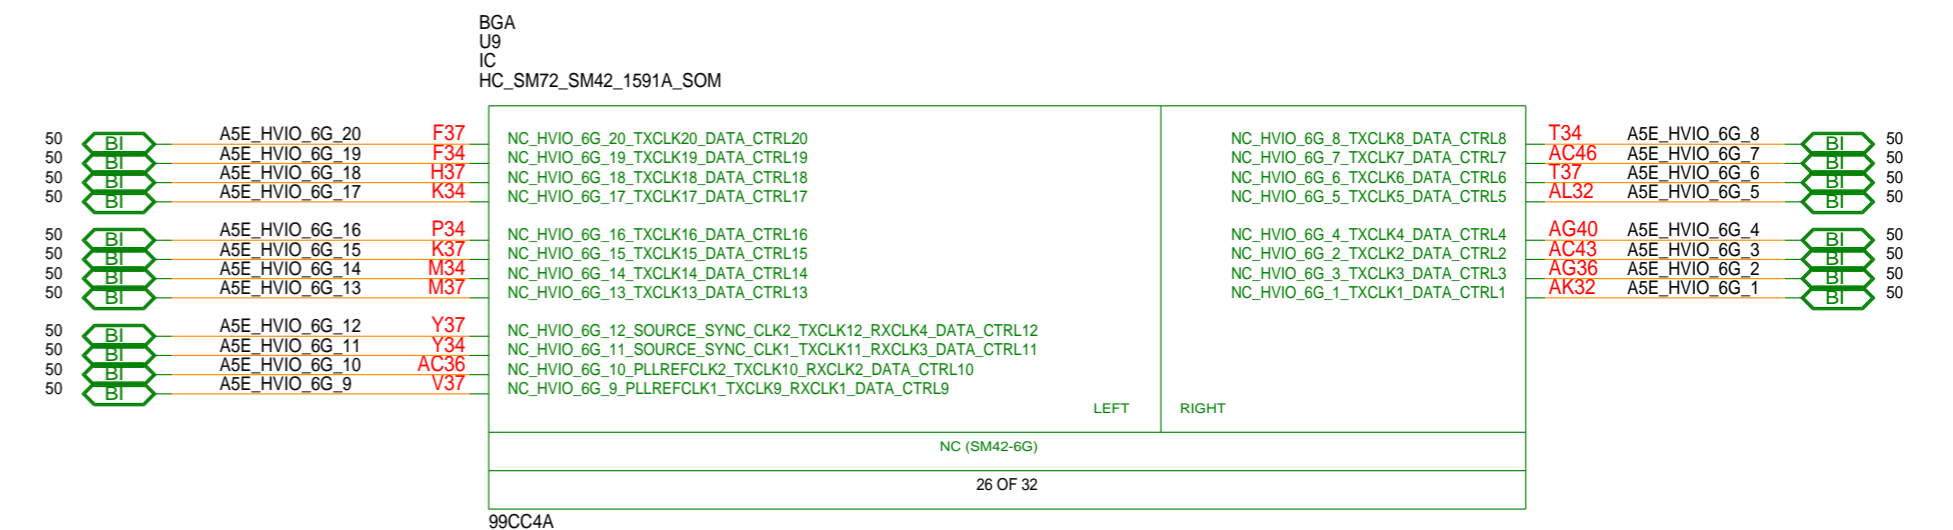 BGA
U9
IC
HC_SM72_SM42_1591A_SOM
50 BI A5E_HVIO_6G_20 F37 NC_HVIO_6G_20_TXCLK20_DATA_CTRL20 NC_HVIO_6G_8_TXCLK8_DATA_CTRL8 T34 A5E_HVIO_6G_8 BI 50
50 BI A5E_HVIO_6G_19 F34 NC_HVIO_6G_19_TXCLK19_DATA_CTRL19 NC_HVIO_6G_7_TXCLK7_DATA_CTRL7 AC46 A5E_HVIO_6G_7 BI 50
50 BI A5E_HVIO_6G_18 H37 NC_HVIO_6G_18_TXCLK18_DATA_CTRL18 NC_HVIO_6G_6_TXCLK6_DATA_CTRL6 T37 A5E_HVIO_6G_6 BI 50
50 BI A5E_HVIO_6G_17 K34 NC_HVIO_6G_17_TXCLK17_DATA_CTRL17 NC_HVIO_6G_5_TXCLK5_DATA_CTRL5 AL32 A5E_HVIO_6G_5 BI 50
50 BI A5E_HVIO_6G_16 P34 NC_HVIO_6G_16_TXCLK16_DATA_CTRL16 NC_HVIO_6G_4_TXCLK4_DATA_CTRL4 AG40 A5E_HVIO_6G_4 BI 50
50 BI A5E_HVIO_6G_15 K37 NC_HVIO_6G_15_TXCLK15_DATA_CTRL15 NC_HVIO_6G_2_TXCLK2_DATA_CTRL2 AC43 A5E_HVIO_6G_3 BI 50
50 BI A5E_HVIO_6G_14 M34 NC_HVIO_6G_14_TXCLK14_DATA_CTRL14 NC_HVIO_6G_3_TXCLK3_DATA_CTRL3 AG36 A5E_HVIO_6G_2 BI 50
50 BI A5E_HVIO_6G_13 M37 NC_HVIO_6G_13_TXCLK13_DATA_CTRL13 NC_HVIO_6G_1_TXCLK1_DATA_CTRL1 AK32 A5E_HVIO_6G_1 BI 50
50 BI A5E_HVIO_6G_12 Y37 NC_HVIO_6G_12_SOURCE_SYNC_CLK2_TXCLK12_RXCLK4_DATA_CTRL12
50 BI A5E_HVIO_6G_11 Y34 NC_HVIO_6G_11_SOURCE_SYNC_CLK1_TXCLK11_RXCLK3_DATA_CTRL11
50 BI A5E_HVIO_6G_10 AC36 NC_HVIO_6G_10_PLLREFCLK2_TXCLK10_RXCLK2_DATA_CTRL10
50 BI A5E_HVIO_6G_9 V37 NC_HVIO_6G_9_PLLREFCLK1_TXCLK9_RXCLK1_DATA_CTRL9
LEFT RIGHT
NC (SM42-6G)
26 OF 32
99CC4A